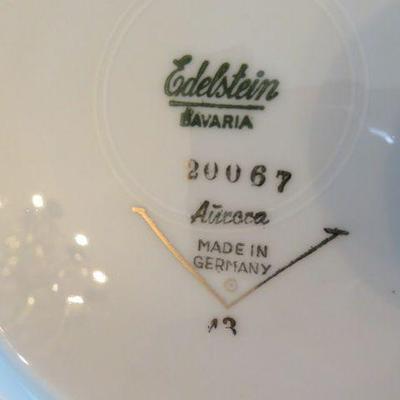 Edelstein
BAVARIA
20067
Aurora
MADE IN
GERMANY
13